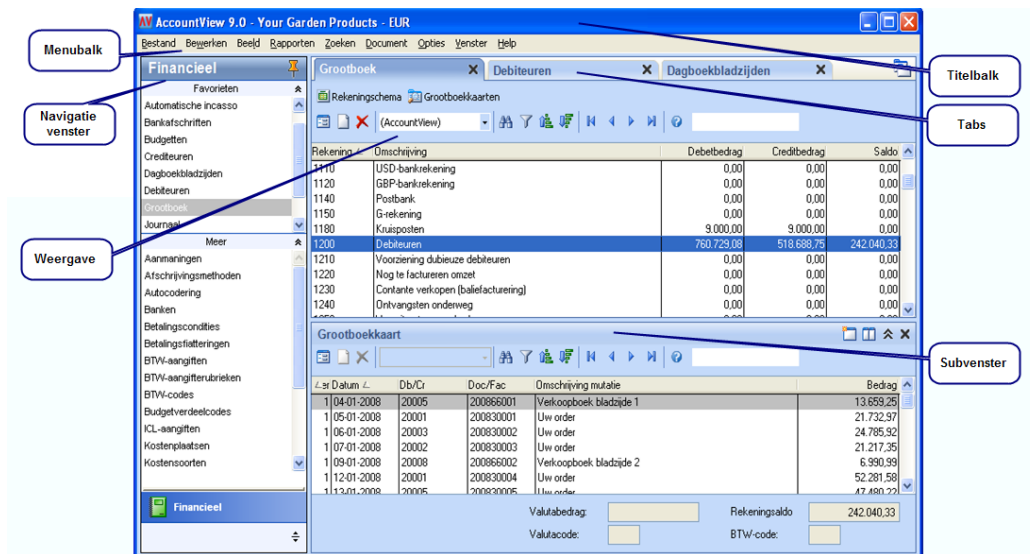 AccountView 9.0 - Your Garden Products - EUR
Menubalk
Bestand Bewerken Beeld Rapporten Zoeken Document Opties Venster Help
Titelbalk
Financieel
Grootboek Debiteuren Dagboekbladzijden
Favorieten
Navigatie
venster
Automatische incasso
Bankafschriften
Budgetten
Crediteuren
Dagboekbladzijden
Debiteuren
Grootboek
Journaal
Rekeningschema Grootboekkaarten
Tabs
(AccountView)
Rekening Omschrijving Debetbedrag Creditbedrag Saldo
1110 USD-bankrekening 0,00 0,00 0,00
1120 GBP-bankrekening 0,00 0,00 0,00
1140 Postbank 0,00 0,00 0,00
1150 G-rekening 0,00 0,00 0,00
1180 Kruisposten 9.000,00 9.000,00 0,00
1200 Debiteuren 760.729,08 518.688,75 242.040,33
1210 Voorziening dubieuze debiteuren 0,00 0,00 0,00
1220 Nog te factureren omzet 0,00 0,00 0,00
1230 Contante verkopen (baliefacturering) 0,00 0,00 0,00
1240 Ontvangsten onderweg 0,00 0,00 0,00
Weergave
Meer
Aanmaningen
Afschrijvingsmethoden
Autocodering
Banken
Betalingscondities
Betalingsfiatteringen
BTW-aangiften
BTW-aangifterubrieken
BTW-codes
Budgetverdeelcodes
ICL-aangiften
Kostenplaatsen
Kostensoorten
Financieel
Grootboekkaart
Subvenster
Datum Db/Cr Doc/Fac Omschrijving mutatie Bedrag
1 04-01-2008 20005 200866001 Verkoopboek bladzijde 1 13.659,25
1 05-01-2008 20001 200830001 Uw order 21.732,97
1 06-01-2008 20003 200830002 Uw order 24.785,92
1 07-01-2008 20002 200830003 Uw order 21.217,35
1 09-01-2008 20008 200866002 Verkoopboek bladzijde 2 6.990,99
1 12-01-2008 20001 200830004 Uw order 52.281,58
1 13-01-2008 20005 200830005 Uw order 47.480,22
Valutabedrag: Rekeningsaldo 242.040,33
Valutacode: BTW-code: